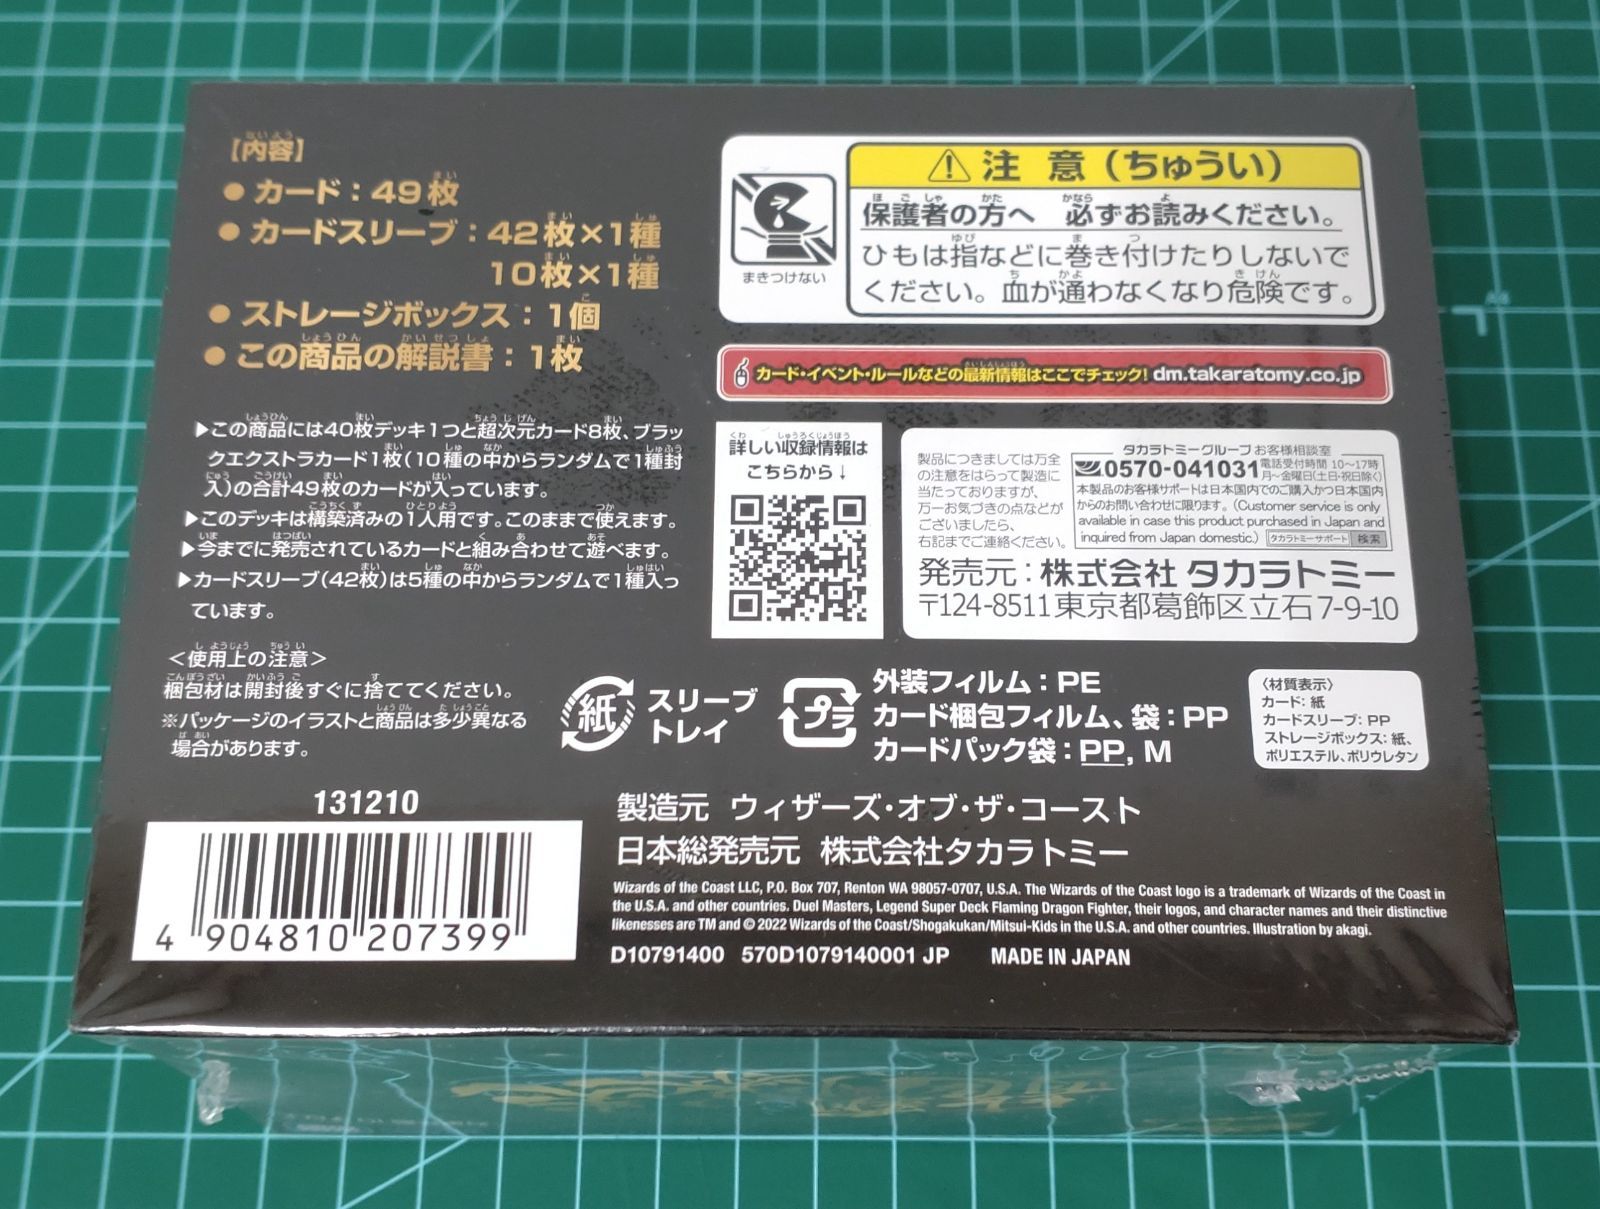 【内容】
● カード：49枚
● カードスリーブ：42枚×1種
10枚×1種
● ストレージボックス：1個
● この商品の解説書：1枚
▶この商品には40枚デッキ1つと超次元カード8枚、ブラッ
クエクストラカード1枚(10種の中からランダムで1種封
入)の合計49枚のカードが入っています。
▶このデッキは構築済みの1人用です。このままで使えます。
▶今までに発売されているカードと組み合わせて遊べます。
▶カードスリーブ(42枚)は5種の中からランダムで1種入っ
ています。
＜使用上の注意＞
梱包材は開封後すぐに捨ててください。
※パッケージのイラストと商品は多少異なる
場合があります。
131210
4 904810 207399
まきつけない
⚠注 意(ちゅうい)
保護者の方へ 必ずお読みください。
ひもは指などに巻き付けたりしないで
ください。血が通わなくなり危険です。
カード・イベント・ルールなどの最新情報はここでチェック! dm.takaratomy.co.jp
詳しい収録情報は
こちらから↓
製品につきましては万全
の注意をはらって製造に
当たっておりますが、
万一お気づきの点などが
ございましたら、
右記までご連絡ください。
タカラトミーグループ お客様相談室
0570-041031 電話受付時間 10〜17時
月〜金曜日(土日・祝日除く)
本製品のお客様サポートは日本国内でのご購入かつ日本国内
からのお問い合わせに限ります。(Customer service is only
available in case this product purchased in Japan and
inquired from Japan domestic.) タカラトミーサポート 検索
発売元：株式会社 タカラトミー
〒124-8511 東京都葛飾区立石 7-9-10
紙 スリーブ
トレイ
プラ
外装フィルム：PE
カード梱包フィルム、袋：PP
カードパック袋：PP, M
〈材質表示〉
カード：紙
カードスリーブ：PP
ストレージボックス：紙、
ポリエステル、ポリウレタン
製造元 ウィザーズ・オブ・ザ・コースト
日本総発売元 株式会社タカラトミー
Wizards of the Coast LLC, P.O. Box 707, Renton WA 98057-0707, U.S.A. The Wizards of the Coast logo is a trademark of Wizards of the Coast in
the U.S.A. and other countries. Duel Masters, Legend Super Deck Flaming Dragon Fighter, their logos, and character names and their distinctive
likenesses are TM and © 2022 Wizards of the Coast/Shogakukan/Mitsui-Kids in the U.S.A. and other countries. Illustration by akagi.
D10791400 570D1079140001 JP MADE IN JAPAN